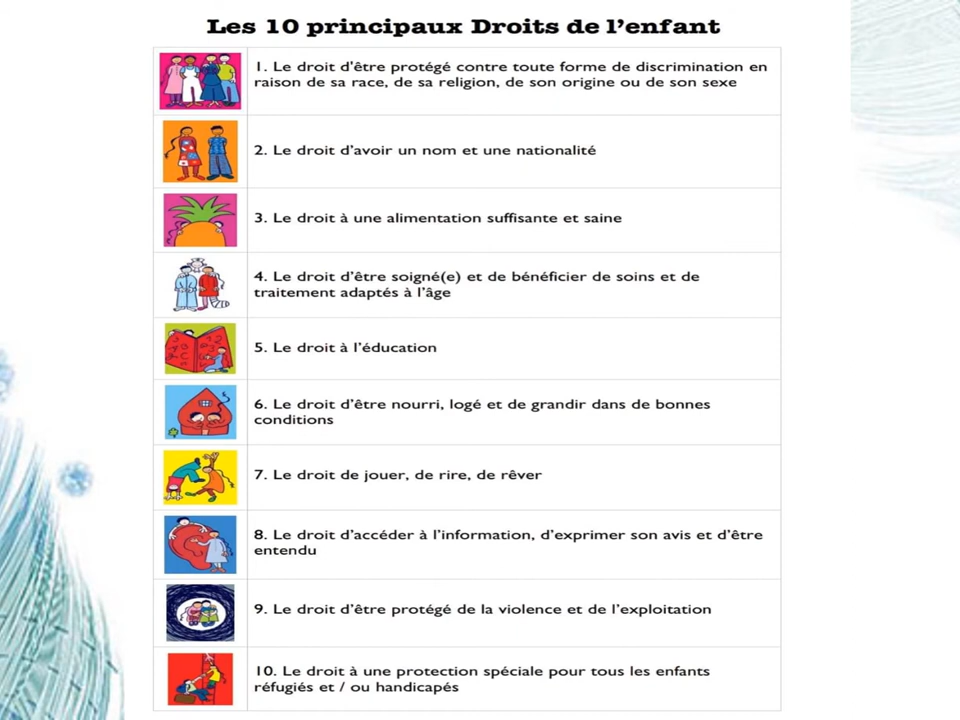 Les 10 principaux Droits de l’enfant
1. Le droit d'être protégé contre toute forme de discrimination en
raison de sa race, de sa religion, de son origine ou de son sexe
2. Le droit d’avoir un nom et une nationalité
3. Le droit à une alimentation suffisante et saine
4. Le droit d’être soigné(e) et de bénéficier de soins et de
traitement adaptés à l’âge
5. Le droit à l’éducation
6. Le droit d’être nourri, logé et de grandir dans de bonnes
conditions
7. Le droit de jouer, de rire, de rêver
8. Le droit d’accéder à l’information, d’exprimer son avis et d’être
entendu
9. Le droit d’être protégé de la violence et de l’exploitation
10. Le droit à une protection spéciale pour tous les enfants
réfugiés et / ou handicapés